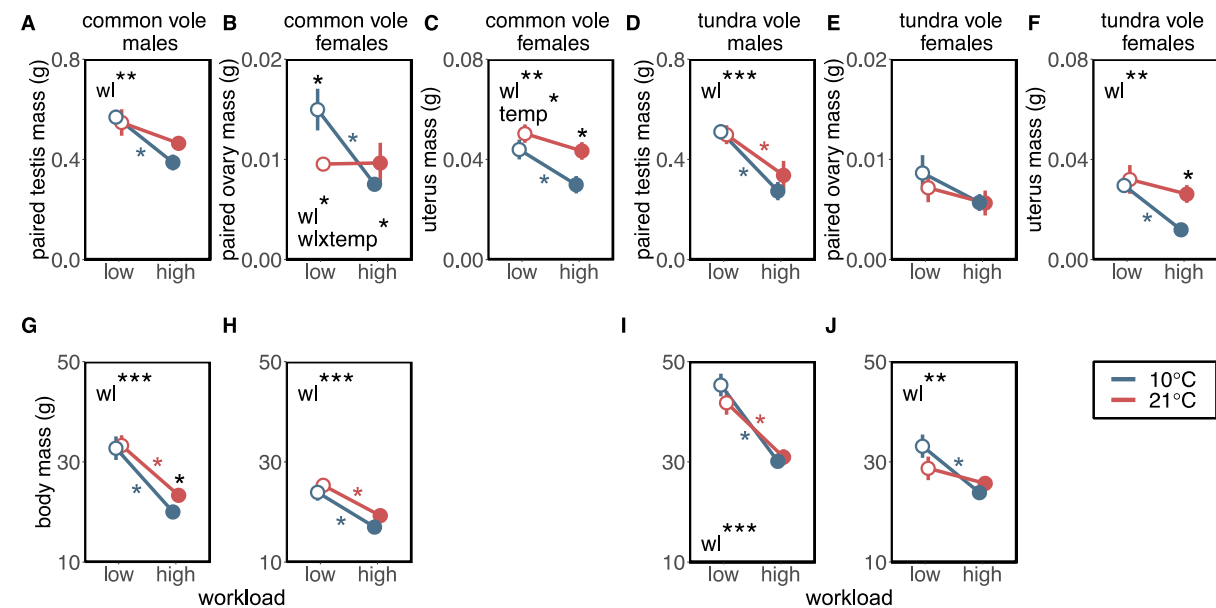 A
common vole
males
paired testis mass (g)
0.8
0.4
0.0
wl**
*
low
high
B
common vole
females
paired ovary mass (g)
0.02
0.01
0.00
*
*
wl*
wlxtemp*
low
high
C
common vole
females
uterus mass (g)
0.08
0.04
0.00
wl**
temp*
*
*
low
high
D
tundra vole
males
paired testis mass (g)
0.8
0.4
0.0
wl***
*
*
low
high
E
tundra vole
females
paired ovary mass (g)
0.02
0.01
0.00
low
high
F
tundra vole
females
uterus mass (g)
0.08
0.04
0.00
wl**
*
*
low
high
G
body mass (g)
50
30
10
wl***
*
*
*
low
high
H
50
30
10
wl***
*
*
low
high
workload
I
50
30
10
*
*
wl***
low
high
J
50
30
10
wl**
*
low
high
workload
10°C
21°C